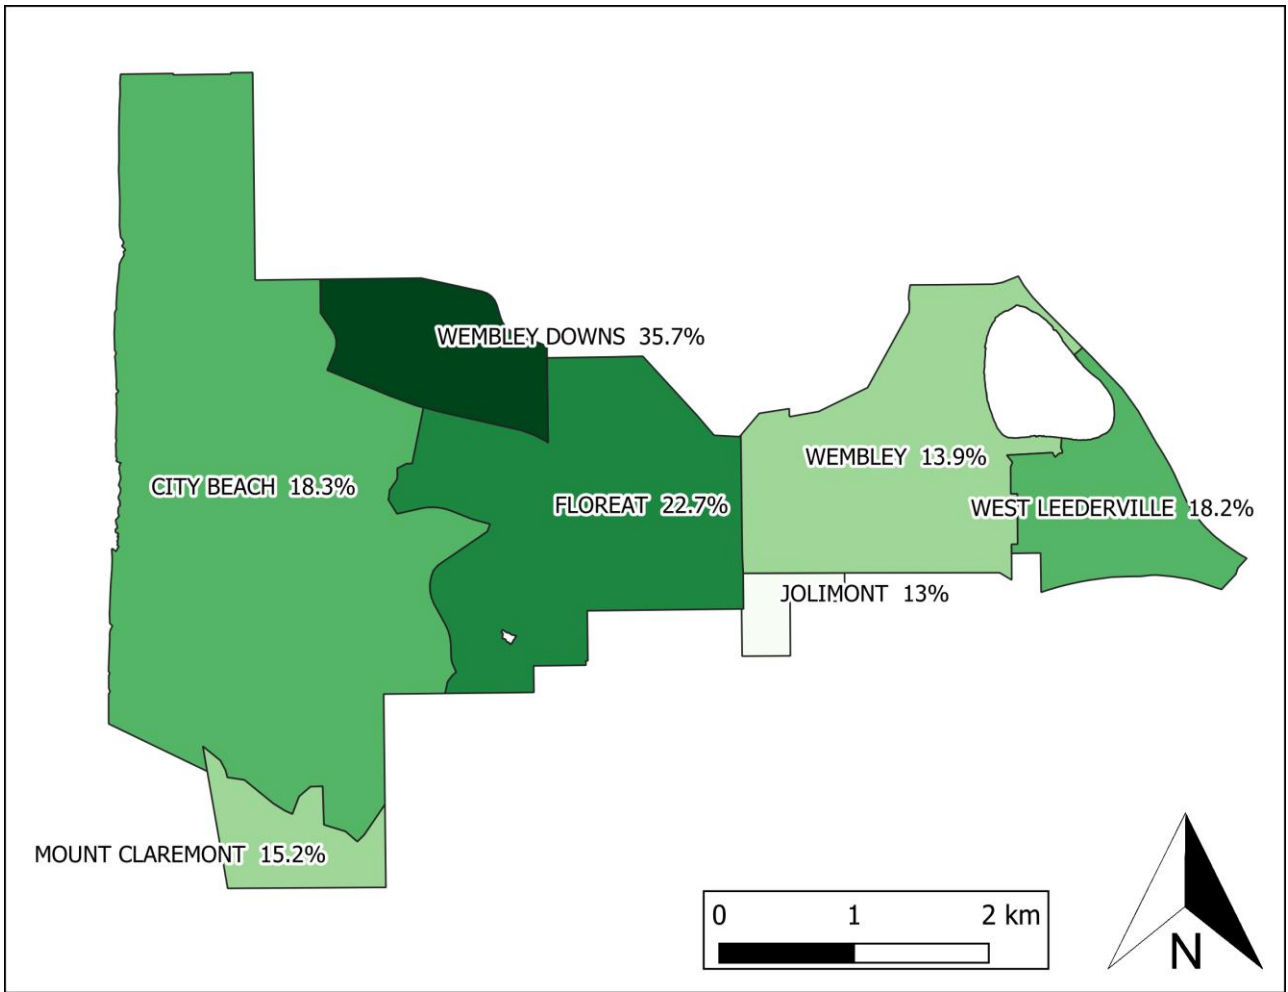 WEMBLEY DOWNS 35.7%
WEMBLEY 13.9%
CITY BEACH 18.3%
FLOREAT 22.7%
WEST LEEDERVILLE 18.2%
JOLIMONT 13%
MOUNT CLAREMONT 15.2%
0 1 2 km
N